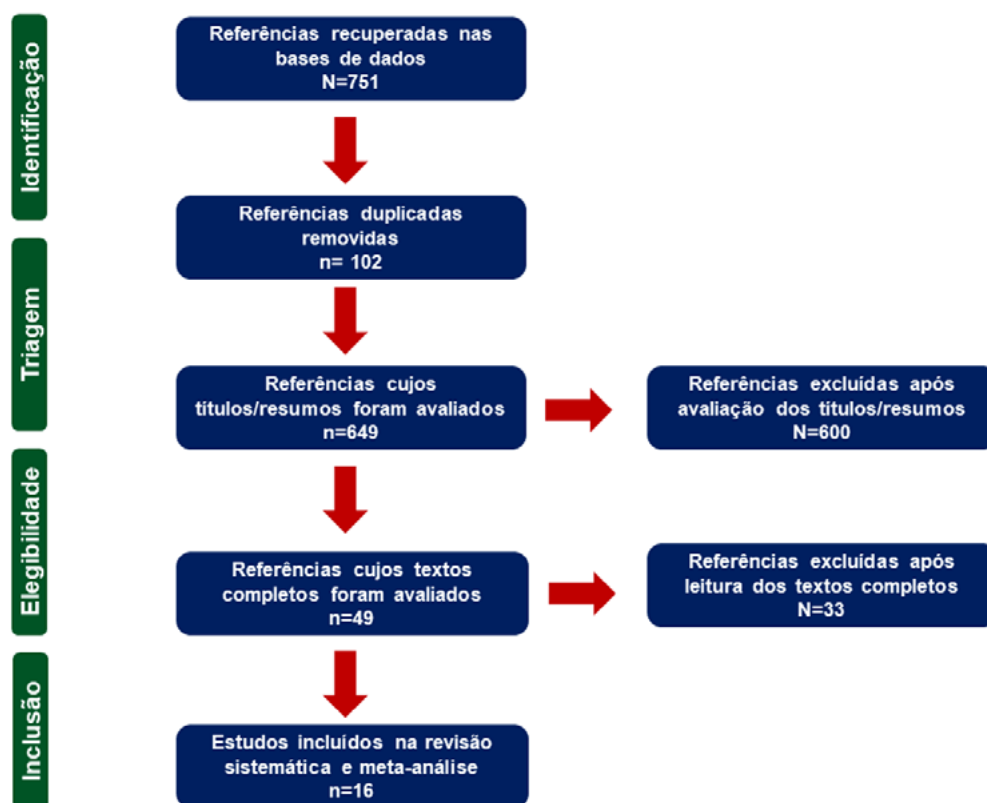 Identificação
Referências recuperadas nas
bases de dados
N=751
Referências duplicadas
removidas
n= 102
Triagem
Referências cujos
títulos/resumos foram avaliados
n=649
Referências excluídas após
avaliação dos títulos/resumos
N=600
Elegibilidade
Referências cujos textos
completos foram avaliados
n=49
Referências excluídas após
leitura dos textos completos
N=33
Inclusão
Estudos incluídos na revisão
sistemática e meta-análise
n=16